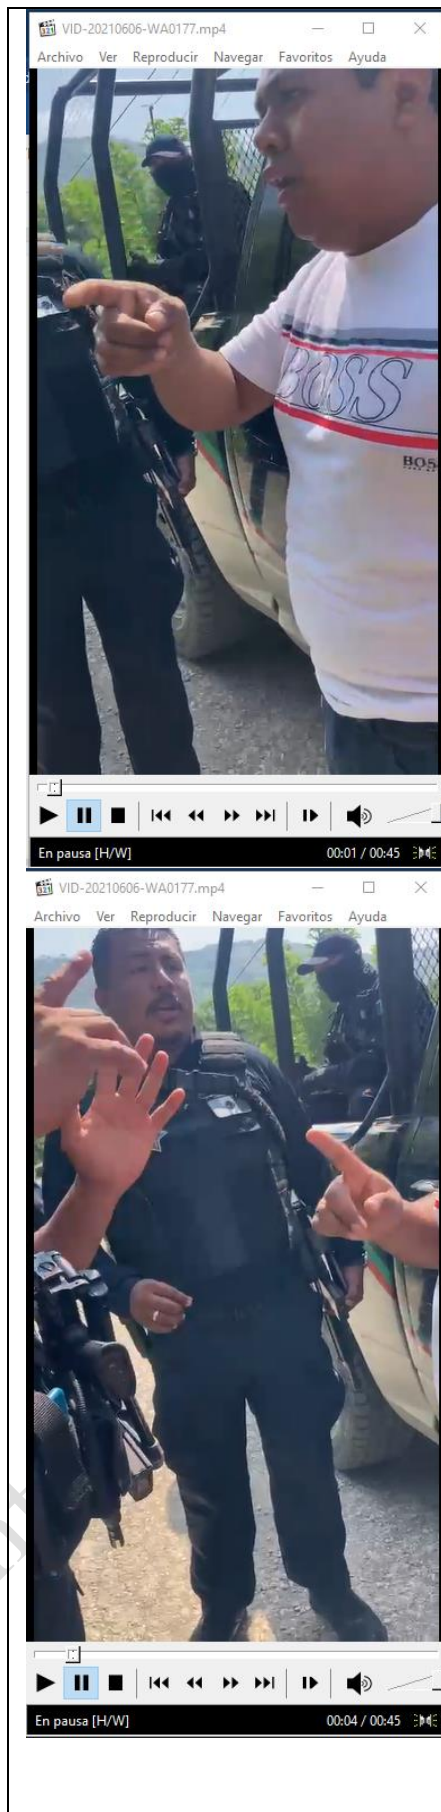 VID-20210606-WA0177.mp4
Archivo Ver Reproducir Navegar Favoritos Ayuda
BOSS
BOSS
En pausa [H/W] 00:01 / 00:45
VID-20210606-WA0177.mp4
Archivo Ver Reproducir Navegar Favoritos Ayuda
En pausa [H/W] 00:04 / 00:45